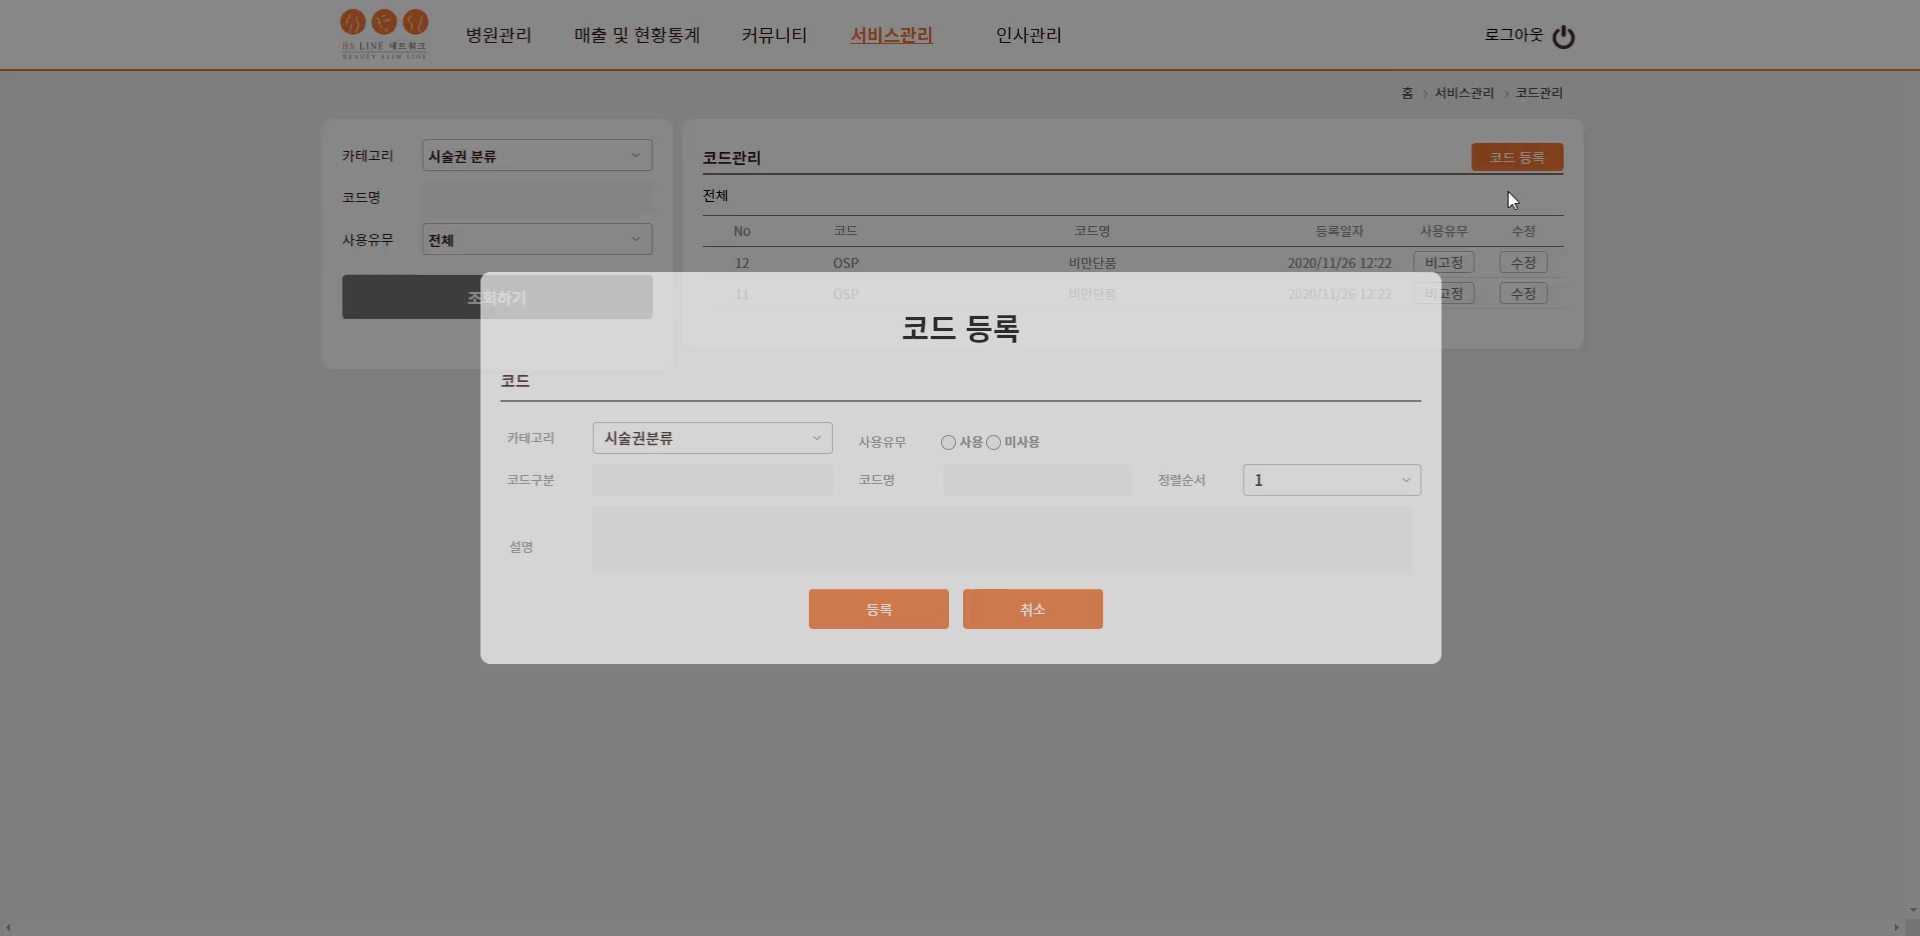 BS LINE 네트워크
BEAUTY SLIM LINE
병원관리 매출 및 현황통계 커뮤니티 서비스관리 인사관리 로그아웃
홈 > 서비스관리 > 코드관리
카테고리 시술권 분류
코드명
사용유무 전체
조회하기
코드관리 코드 등록
전체
No 코드 코드명 등록일자 사용유무 수정
12 OSP 비만단품 2020/11/26 12:22 비고정 수정
11 OSP 비만단품 2020/11/26 12:22 비고정 수정
코드 등록
코드
카테고리 시술권분류 사용유무 사용 미사용
코드구분 코드명 정렬순서 1
설명
등록 취소